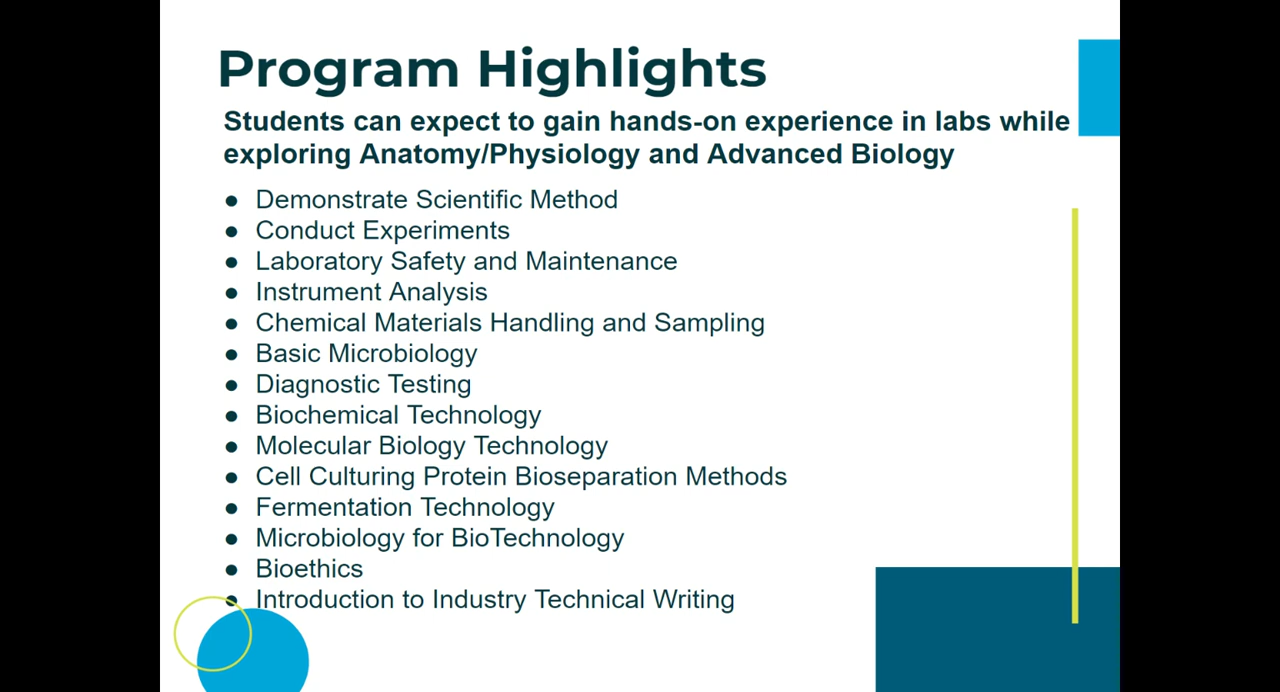 Program Highlights
Students can expect to gain hands-on experience in labs while
exploring Anatomy/Physiology and Advanced Biology
● Demonstrate Scientific Method
● Conduct Experiments
● Laboratory Safety and Maintenance
● Instrument Analysis
● Chemical Materials Handling and Sampling
● Basic Microbiology
● Diagnostic Testing
● Biochemical Technology
● Molecular Biology Technology
● Cell Culturing Protein Bioseparation Methods
● Fermentation Technology
● Microbiology for BioTechnology
● Bioethics
● Introduction to Industry Technical Writing